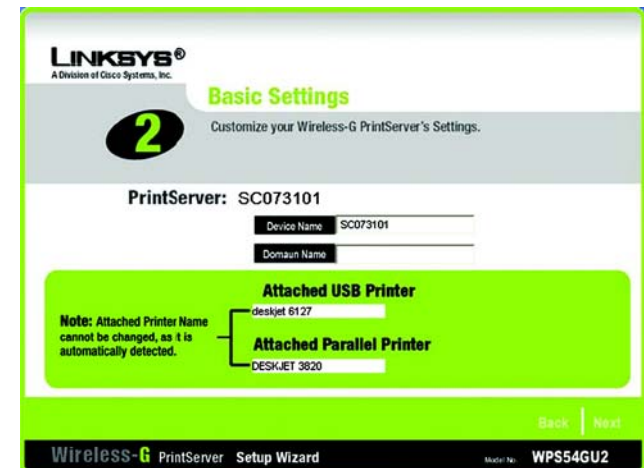 LINKSYS®
A Division of Cisco Systems, Inc.
Basic Settings
2
Customize your Wireless-G PrintServer's Settings.
PrintServer: SC073101
Device Name SC073101
Domaun Name
Attached USB Printer
deskjet 6127
Note: Attached Printer Name
cannot be changed, as it is
automatically detected.
Attached Parallel Printer
DESKJET 3820
Back Next
Wireless-G PrintServer Setup Wizard Model No. WPS54GU2